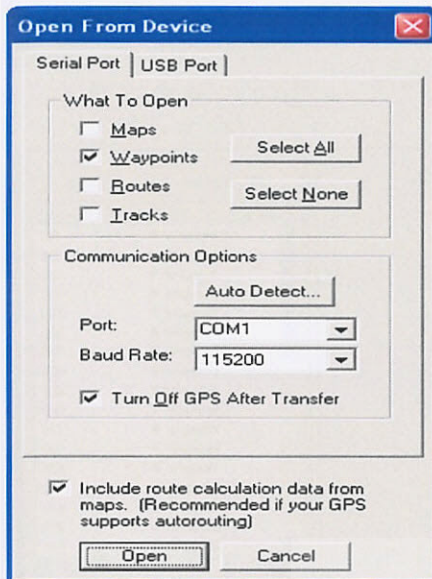 Open From Device
Serial Port USB Port
What To Open
Maps
Waypoints
Routes
Tracks
Select All
Select None
Communication Options
Auto Detect...
Port: COM1
Baud Rate: 115200
Turn Off GPS After Transfer
Include route calculation data from
maps. (Recommended if your GPS
supports autorouting)
Open Cancel